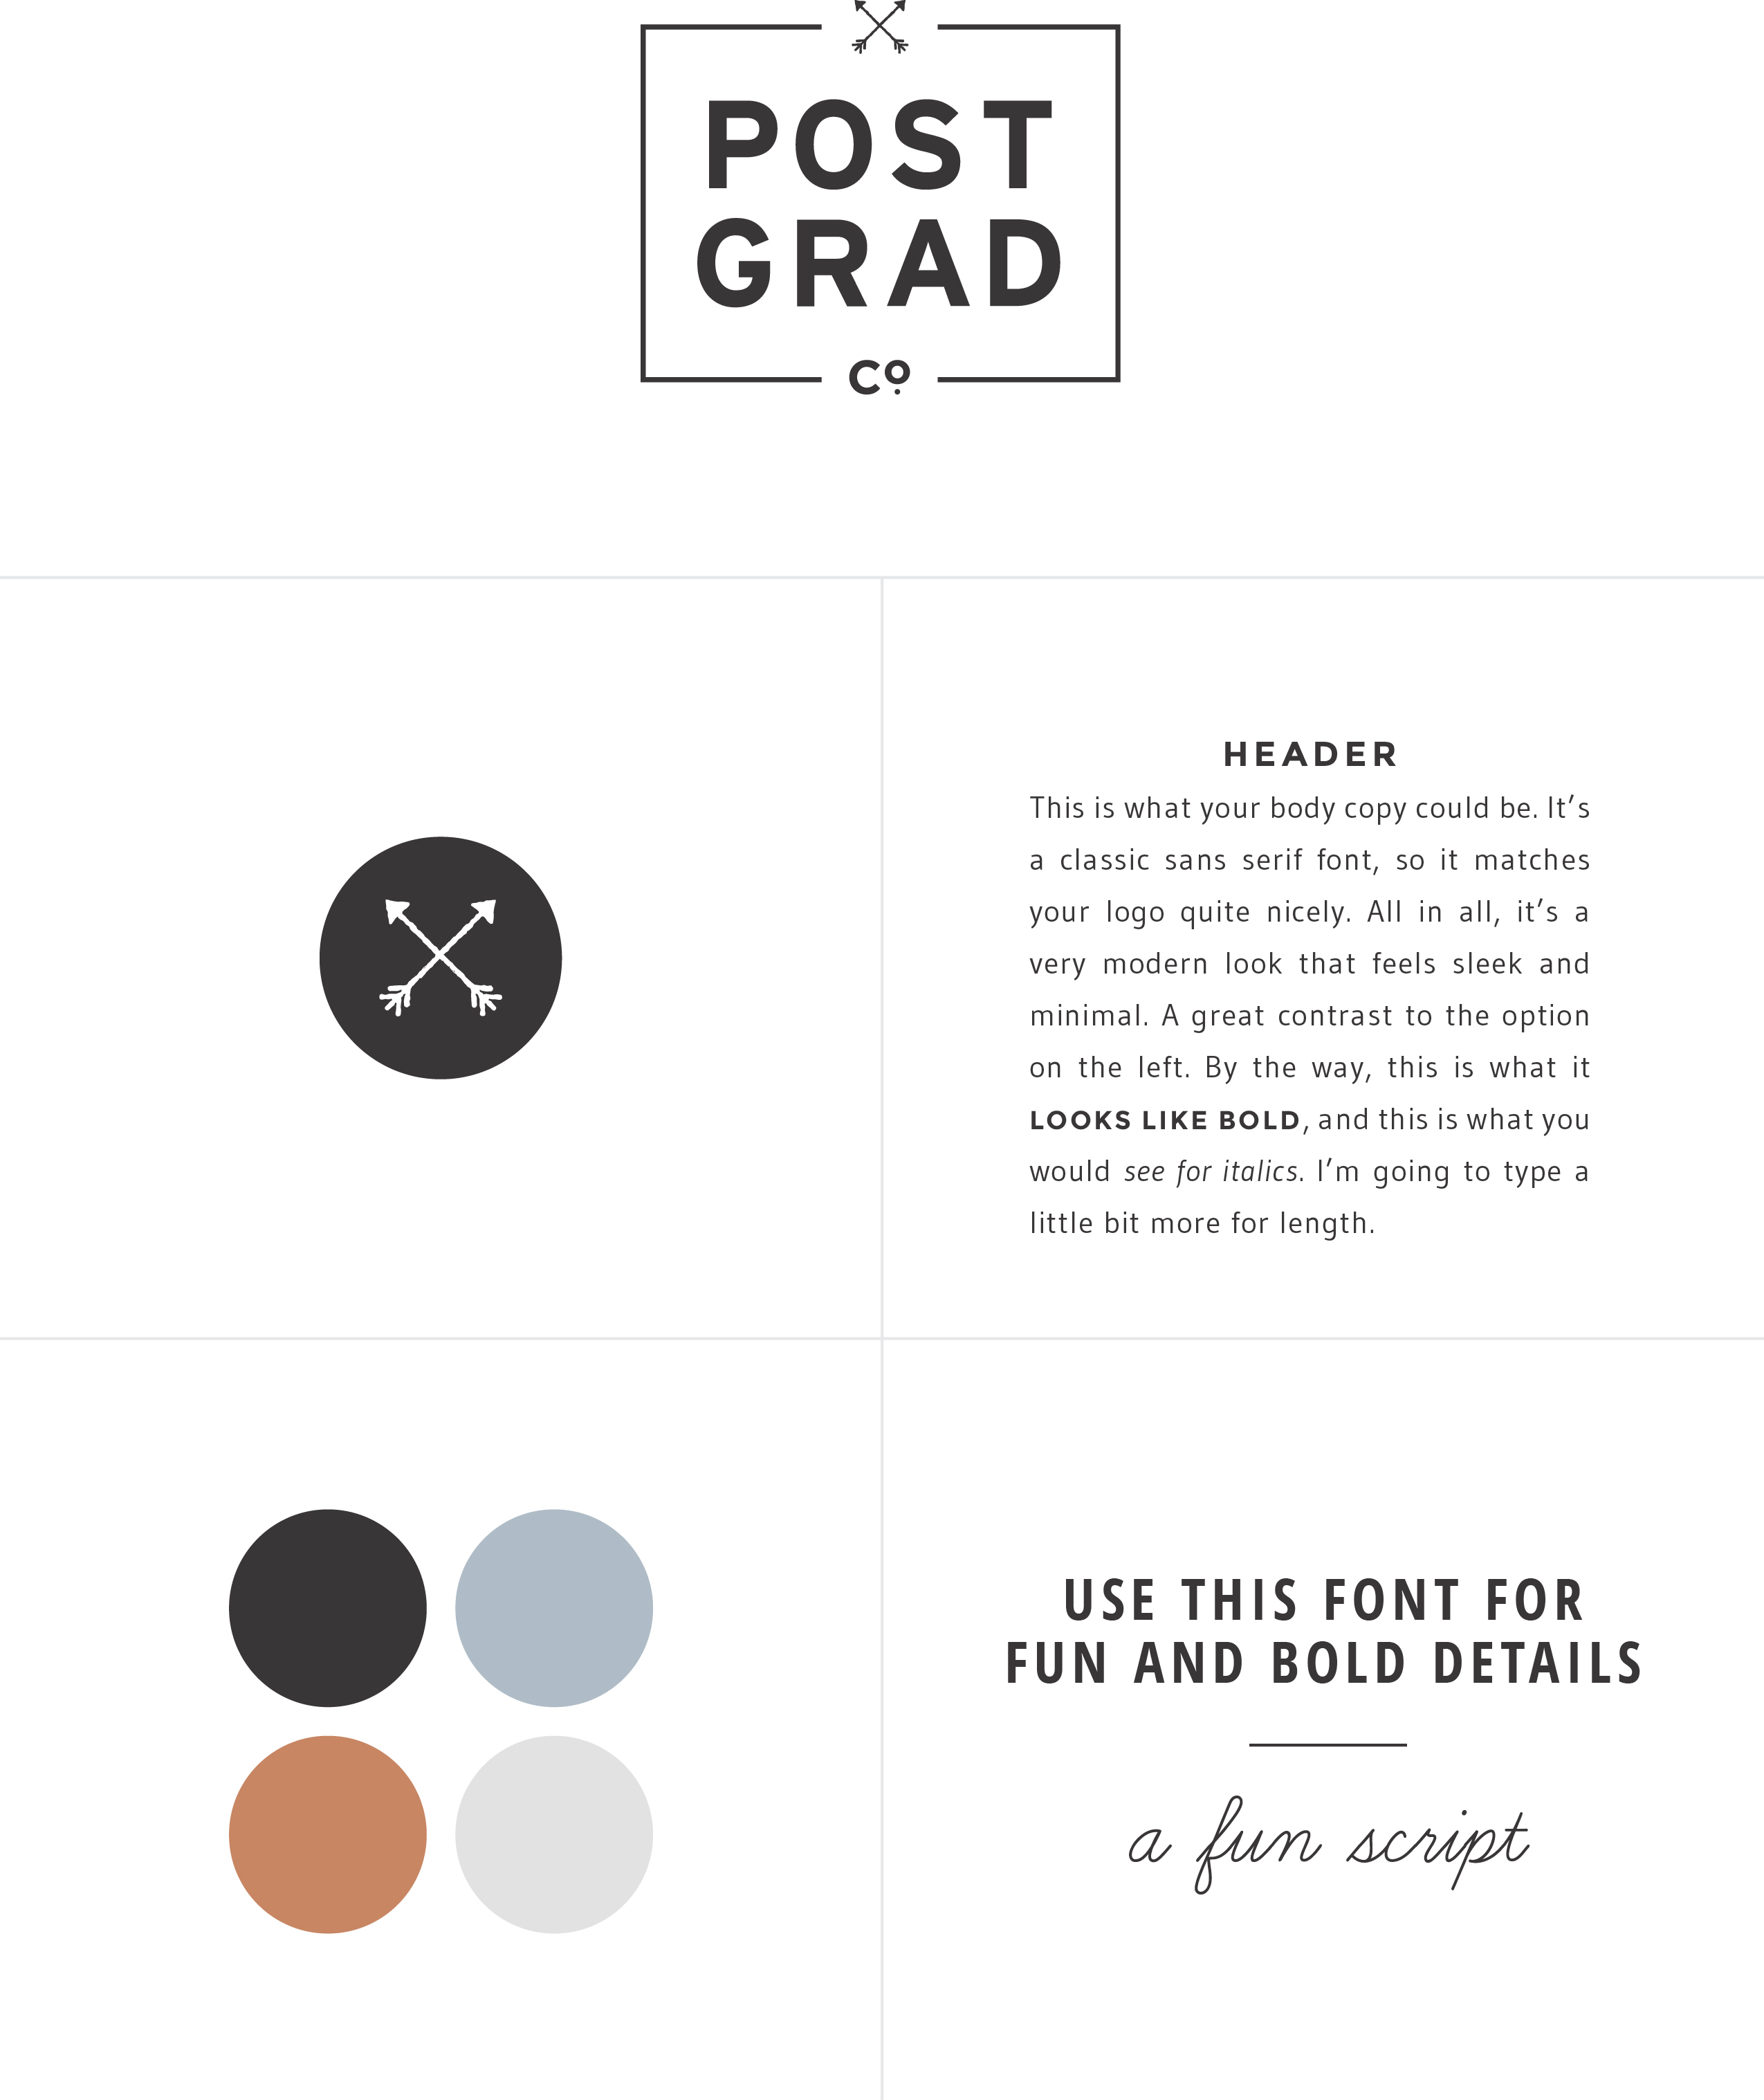 POST
GRAD
Co.
HEADER
This is what your body copy could be. It’s
a classic sans serif font, so it matches
your logo quite nicely. All in all, it’s a
very modern look that feels sleek and
minimal. A great contrast to the option
on the left. By the way, this is what it
LOOKS LIKE BOLD, and this is what you
would see for italics. I’m going to type a
little bit more for length.
USE THIS FONT FOR
FUN AND BOLD DETAILS
a fun script